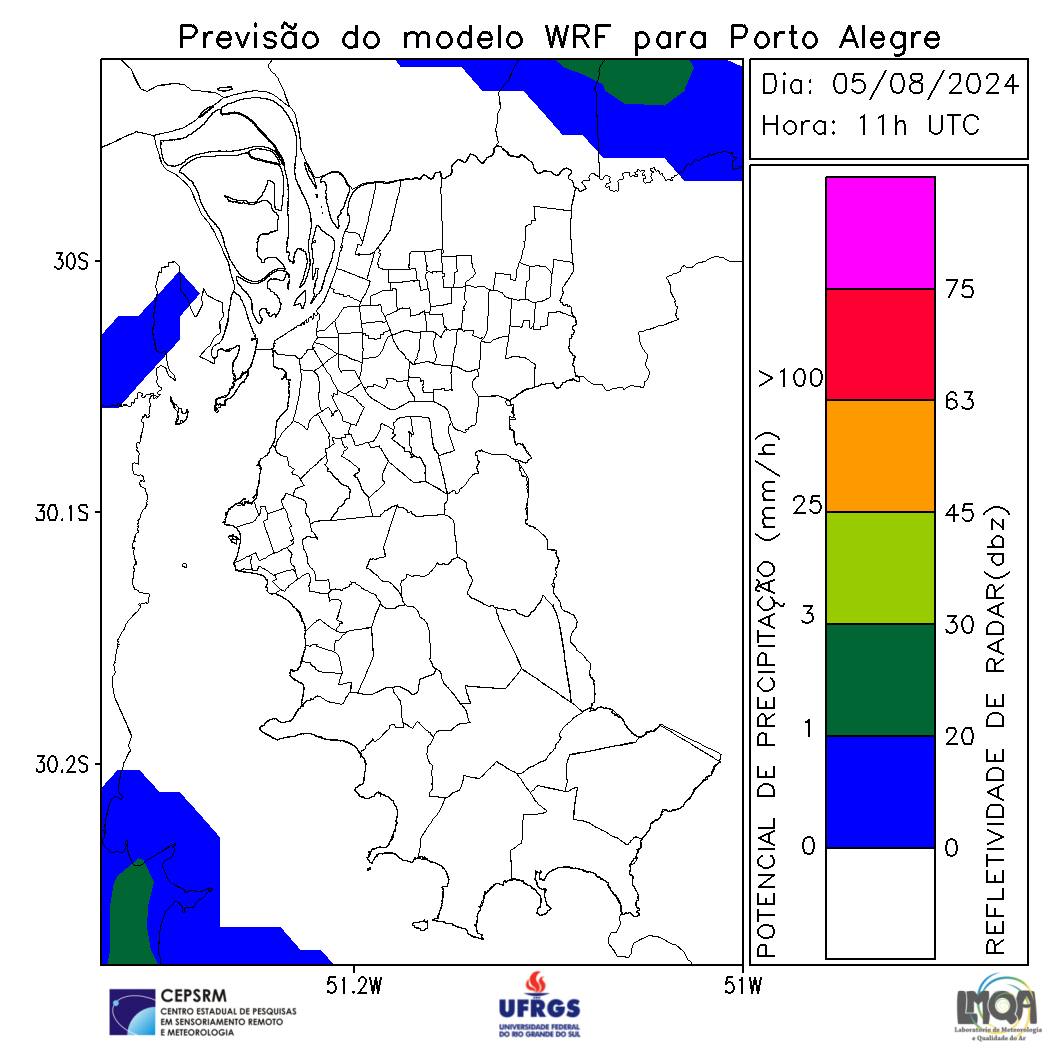 Previsão do modelo WRF para Porto Alegre
Dia: 05/08/2024
Hora: 11h UTC
30S
30.1S
30.2S
51.2W
51W
POTENCIAL DE PRECIPITAÇÃO (mm/h)
>100
25
3
1
0
75
63
45
30
20
0
REFLETIVIDADE DE RADAR(dbz)
CEPSRM
CENTRO ESTADUAL DE PESQUISAS
EM SENSORIAMENTO REMOTO
E METEOROLOGIA
UFRGS
UNIVERSIDADE FEDERAL
DO RIO GRANDE DO SUL
LMQA
Laboratório de Meteorologia
e Qualidade do Ar